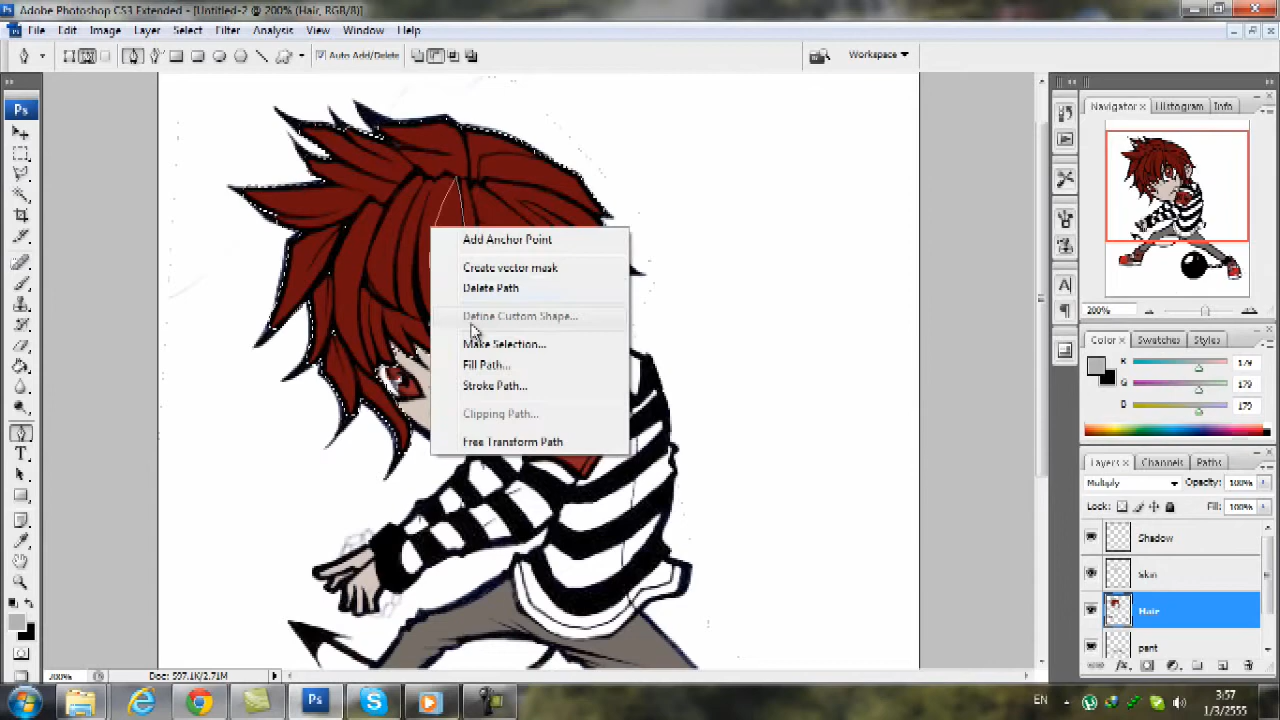 Adobe Photoshop CS3 Extended - [Untitled-2 @ 200% (Hair, RGB/8)]
File Edit Image Layer Select Filter Analysis View Window Help
Auto Add/Delete
Workspace
Ps
Navigator × Histogram Info
200%
Color × Swatches Styles
R 179
G 179
B 179
Layers × Channels Paths
Multiply Opacity: 100%
Lock: Fill: 100%
Shadow
Skin
Hair
pant
Add Anchor Point
Create vector mask
Delete Path
Define Custom Shape...
Make Selection...
Fill Path...
Stroke Path...
Clipping Path...
Free Transform Path
A
T
200% Doc: 597.1K/2.71M
Ps
EN
3:57
1/3/2555